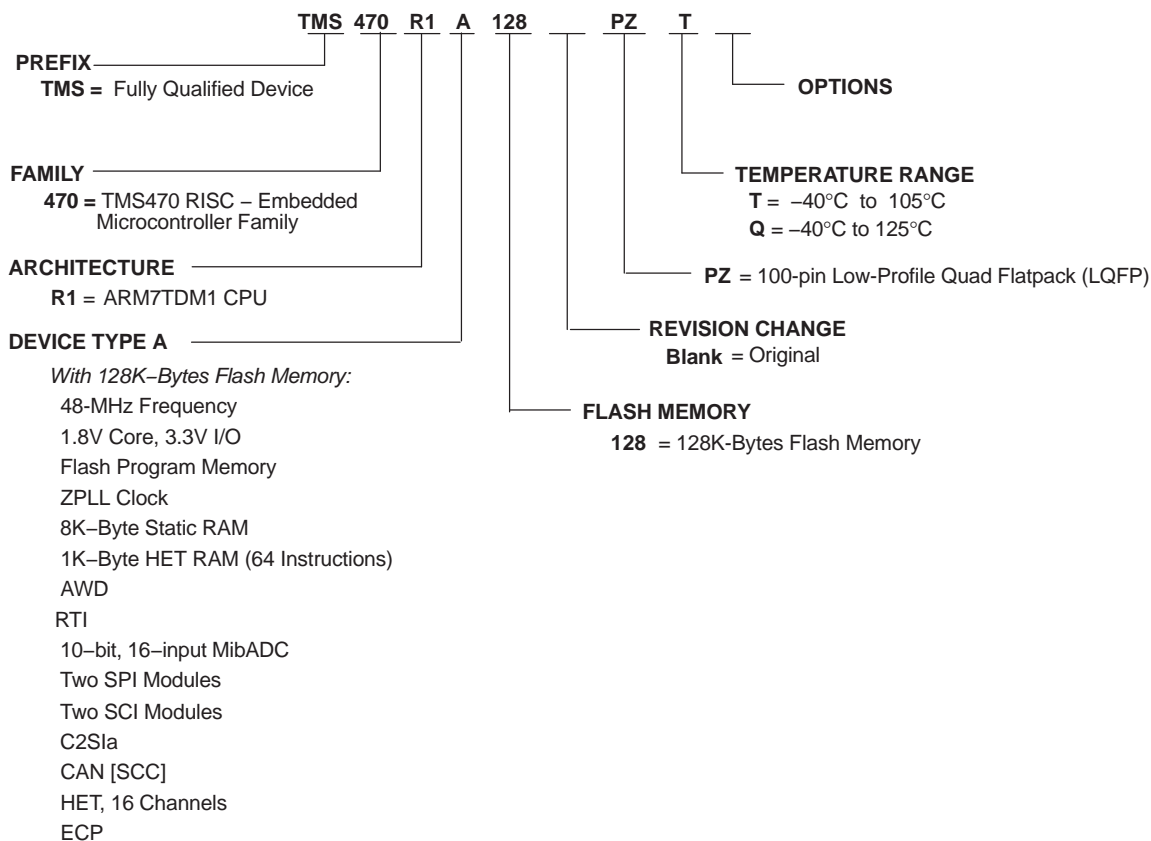 TMS 470 R1 A 128 PZ T
PREFIX
TMS = Fully Qualified Device
OPTIONS
FAMILY
470 = TMS470 RISC − Embedded
Microcontroller Family
TEMPERATURE RANGE
T = −40°C to 105°C
Q = −40°C to 125°C
ARCHITECTURE
R1 = ARM7TDM1 CPU
PZ = 100-pin Low-Profile Quad Flatpack (LQFP)
REVISION CHANGE
Blank = Original
DEVICE TYPE A
With 128K−Bytes Flash Memory:
48-MHz Frequency
1.8V Core, 3.3V I/O
Flash Program Memory
ZPLL Clock
8K−Byte Static RAM
1K−Byte HET RAM (64 Instructions)
AWD
RTI
10−bit, 16−input MibADC
Two SPI Modules
Two SCI Modules
C2SIa
CAN [SCC]
HET, 16 Channels
ECP
FLASH MEMORY
128 = 128K-Bytes Flash Memory